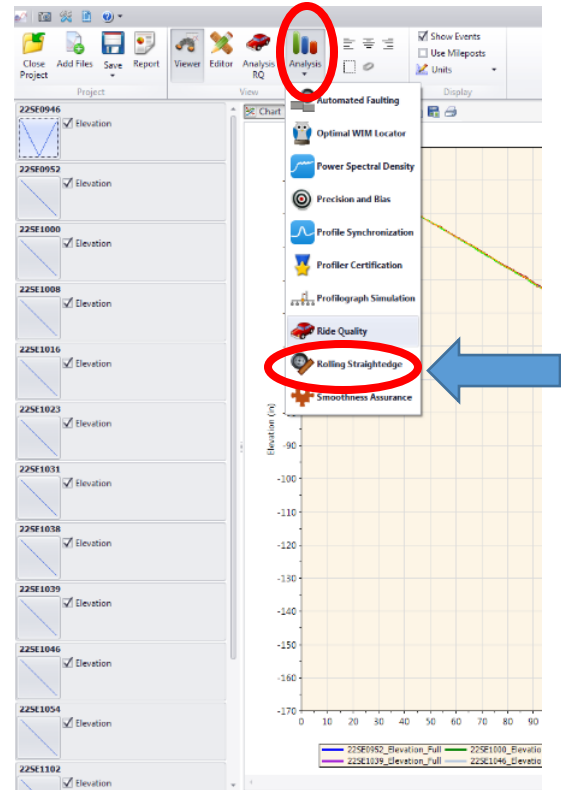 Close Project
Add Files
Save
Report
Viewer
Editor
Analysis RQ
Analysis
Show Events
Use Mileposts
Units
Project
View
Display
22SE0946
Elevation
22SE0952
Elevation
22SE1000
Elevation
22SE1008
Elevation
22SE1016
Elevation
22SE1023
Elevation
22SE1031
Elevation
22SE1038
Elevation
22SE1039
Elevation
22SE1046
Elevation
22SE1054
Elevation
22SE1102
Elevation
Chart
Automated Faulting
Optimal WIM Locator
Power Spectral Density
Precision and Bias
Profile Synchronization
Profiler Certification
Profilograph Simulation
Ride Quality
Rolling Straightedge
Smoothness Assurance
Elevation (in)
-90
-100
-110
-120
-130
-140
-150
-160
-170
0 10 20 30 40 50 60 70 80 90
22SE0952_Elevation_Full 22SE1000_Elevatio
22SE1039_Elevation_Full 22SE1046_Elevatio